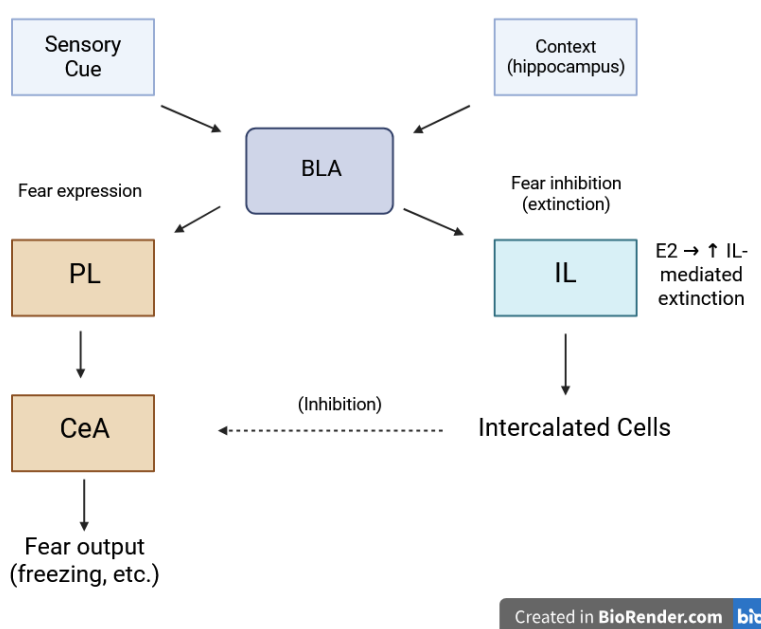 Sensory
Cue
Context
(hippocampus)
BLA
Fear expression
Fear inhibition
(extinction)
PL
IL
E2 → ↑ IL-
mediated
extinction
CeA
(Inhibition)
Intercalated Cells
Fear output
(freezing, etc.)
Created in BioRender.com bio